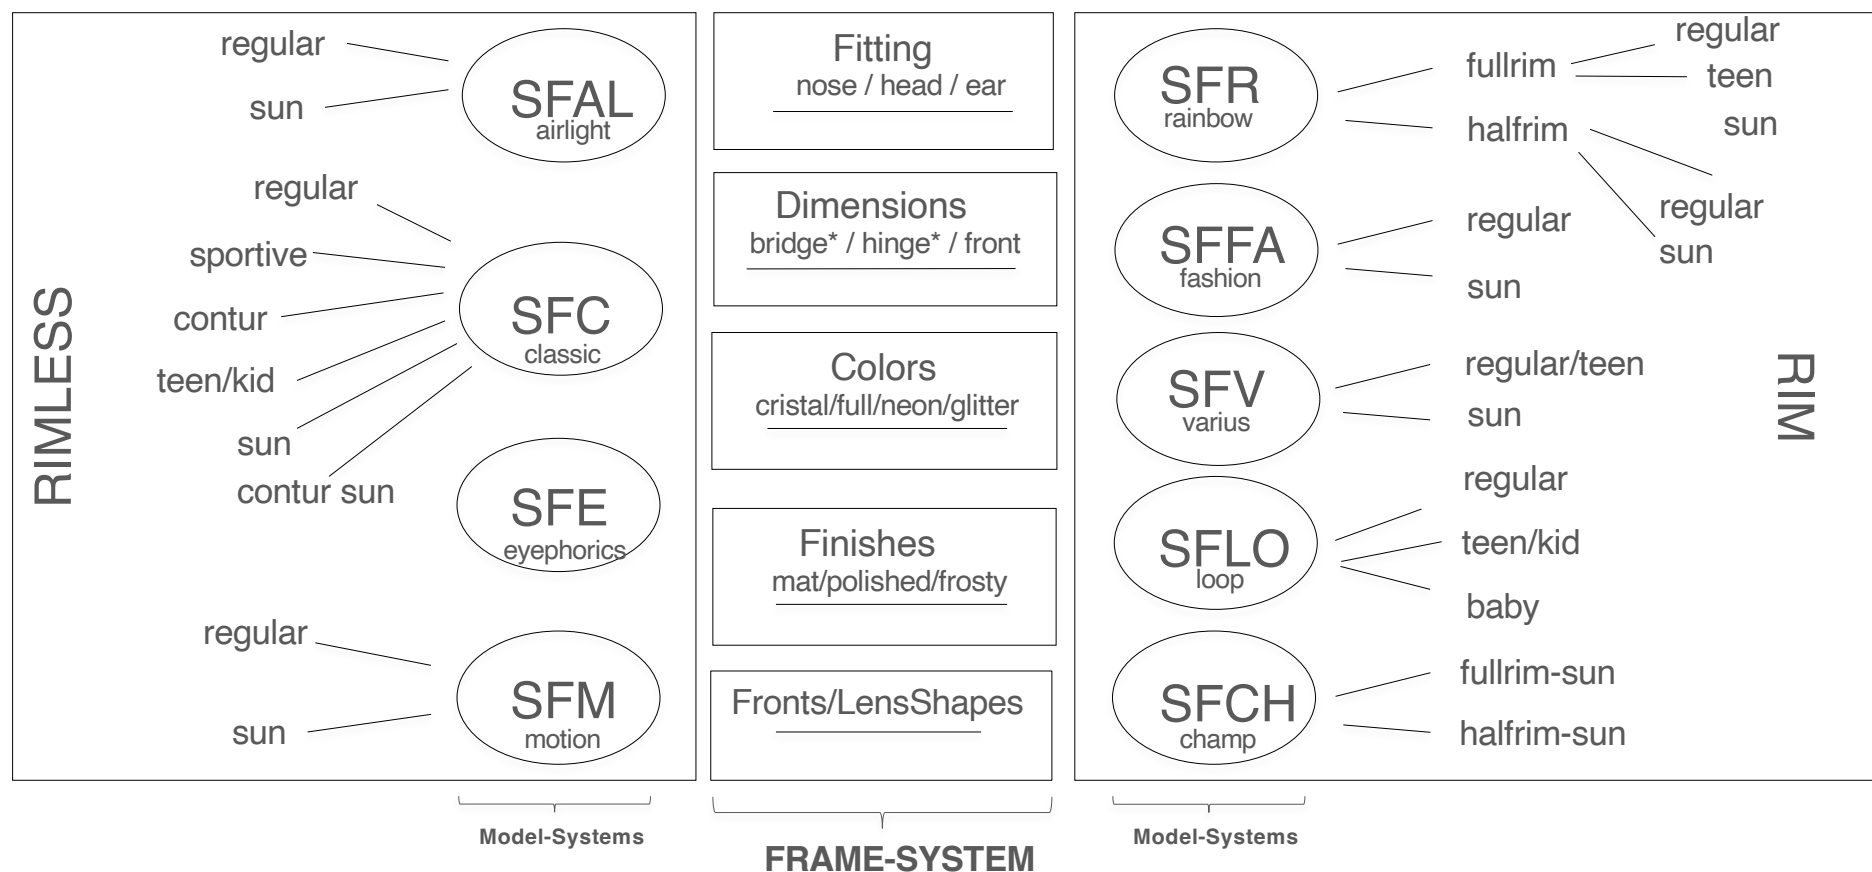 RIMLESS
regular
sun
SFAL
airlight
regular
sportive
contur
teen/kid
sun
contur sun
SFC
classic
SFE
eyephorics
regular
sun
SFM
motion
Model-Systems
Fitting
nose / head / ear
Dimensions
bridge* / hinge* / front
Colors
cristal/full/neon/glitter
Finishes
mat/polished/frosty
Fronts/LensShapes
FRAME-SYSTEM
SFR
rainbow
fullrim
regular
teen
sun
halfrim
regular
sun
SFFA
fashion
regular
sun
SFV
varius
regular/teen
sun
SFLO
loop
regular
teen/kid
baby
SFCH
champ
fullrim-sun
halfrim-sun
RIM
Model-Systems